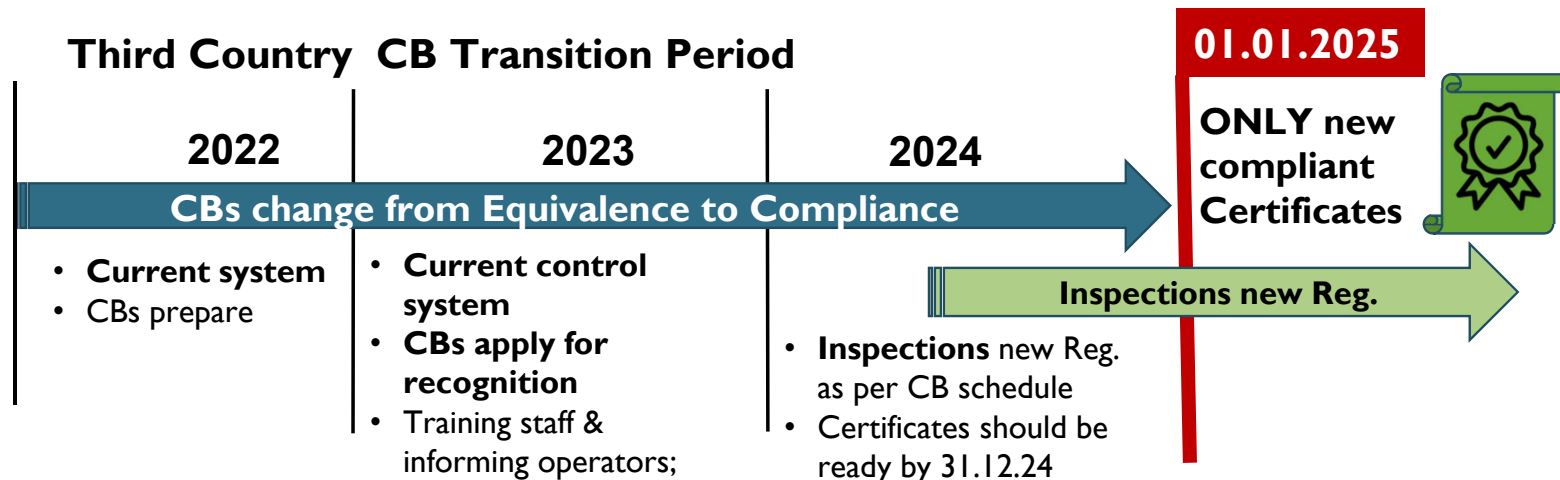 Third Country CB Transition Period
01.01.2025
2022
2023
2024
ONLY new
compliant
Certificates
CBs change from Equivalence to Compliance
• Current system
• CBs prepare
• Current control
system
• CBs apply for
recognition
• Training staff &
informing operators;
Inspections new Reg.
• Inspections new Reg.
as per CB schedule
• Certificates should be
ready by 31.12.24